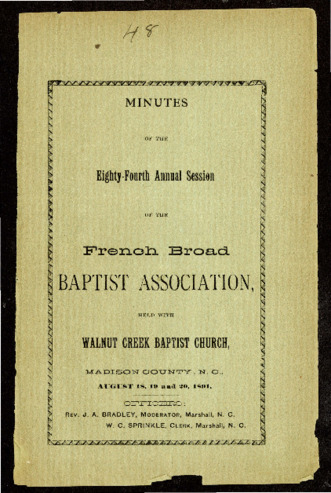 48
MINUTES
OF THE
Eighty-Fourth Annual Session
OF THE
French Broad
BAPTIST ASSOCIATION,
HELD WITH
WALNUT CREEK BAPTIST CHURCH,
MADISON COUNTY, N. C.,
AUGUST 18, 19 and 20, 1891.
OFFICERS:
REV. J. A. BRADLEY, MODERATOR, Marshall, N. C.
W. C. SPRINKLE, CLERK, Marshall, N. C.